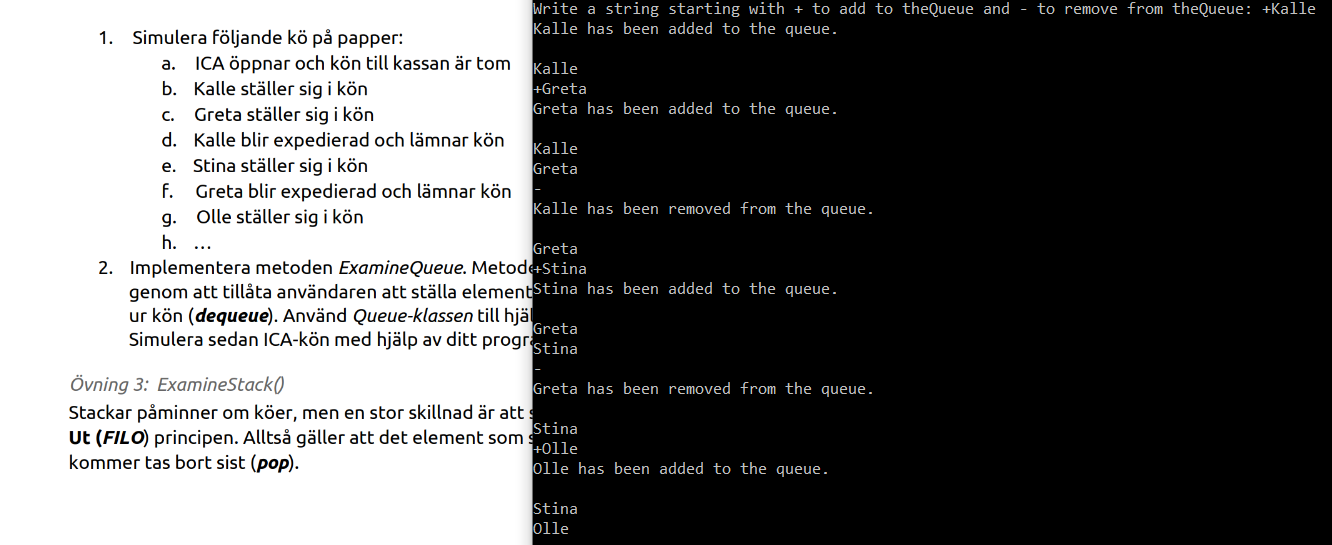 1. Simulera följande kö på papper:
a. ICA öppnar och kön till kassan är tom
b. Kalle ställer sig i kön
c. Greta ställer sig i kön
d. Kalle blir expedierad och lämnar kön
e. Stina ställer sig i kön
f. Greta blir expedierad och lämnar kön
g. Olle ställer sig i kön
h. ...
2. Implementera metoden ExamineQueue. Metode
genom att tillåta användaren att ställa element
ur kön (dequeue). Använd Queue-klassen till hjäl
Simulera sedan ICA-kön med hjälp av ditt progra
Övning 3: ExamineStack()
Stackar påminner om köer, men en stor skillnad är att s
Ut (FILO) principen. Alltså gäller att det element som s
kommer tas bort sist (pop).
Write a string starting with + to add to theQueue and - to remove from theQueue: +Kalle
Kalle has been added to the queue.
Kalle
+Greta
Greta has been added to the queue.
Kalle
Greta
-
Kalle has been removed from the queue.
Greta
+Stina
Stina has been added to the queue.
Greta
Stina
-
Greta has been removed from the queue.
Stina
+Olle
Olle has been added to the queue.
Stina
Olle